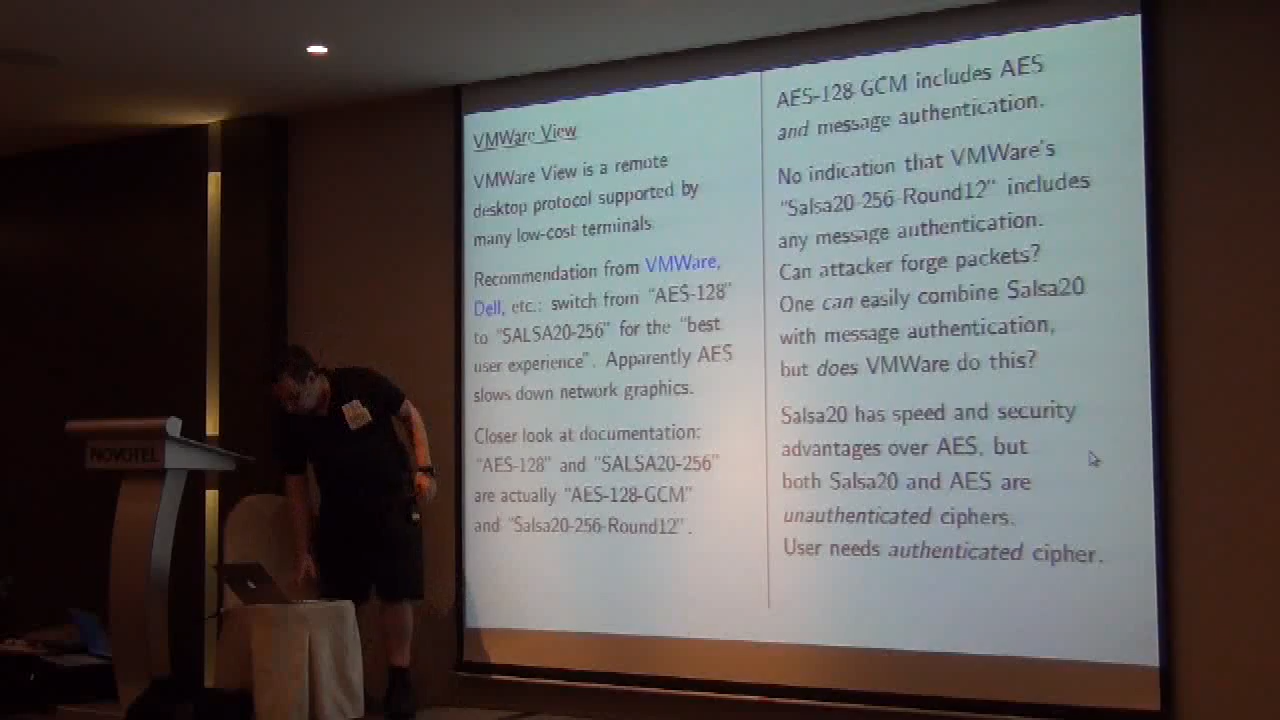 NOVOTEL
VMWare View
VMWare View is a remote
desktop protocol supported by
many low-cost terminals.
Recommendation from VMWare,
Dell, etc.: switch from "AES-128"
to "SALSA20-256" for the "best
user experience". Apparently AES
slows down network graphics.
Closer look at documentation:
"AES-128" and "SALSA20-256"
are actually "AES-128-GCM"
and "Salsa20-256-Round12".
AES-128-GCM includes AES
and message authentication.
No indication that VMWare's
"Salsa20-256-Round12" includes
any message authentication.
Can attacker forge packets?
One can easily combine Salsa20
with message authentication,
but does VMWare do this?
Salsa20 has speed and security
advantages over AES, but
both Salsa20 and AES are
unauthenticated ciphers.
User needs authenticated cipher.